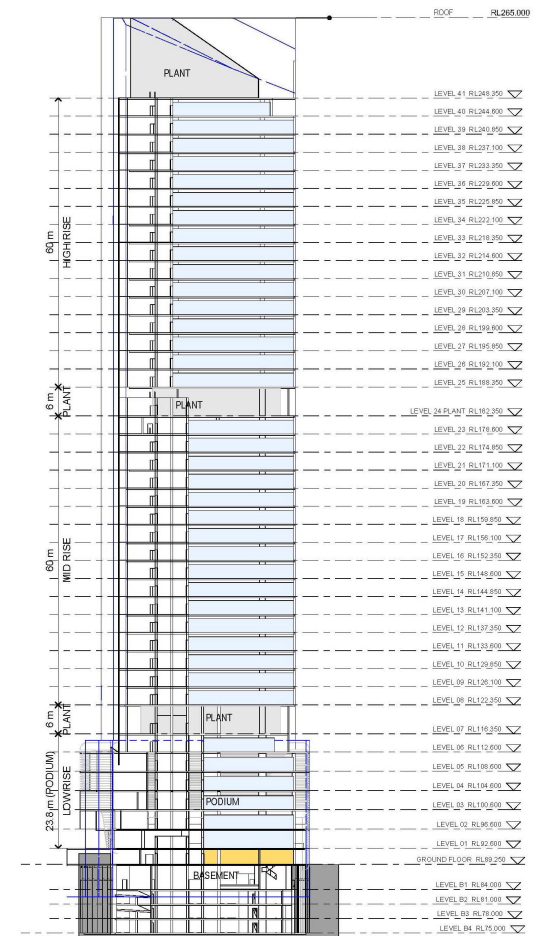 ROOF RL265.000
PLANT
LEVEL 41 RL248.350
LEVEL 40 RL244.600
LEVEL 39 RL240.850
LEVEL 38 RL237.100
LEVEL 37 RL233.350
LEVEL 36 RL229.600
LEVEL 35 RL225.850
LEVEL 34 RL222.100
60 m
HIGH RISE
LEVEL 33 RL218.350
LEVEL 32 RL214.600
LEVEL 31 RL210.850
LEVEL 30 RL207.100
LEVEL 29 RL203.350
LEVEL 28 RL199.600
LEVEL 27 RL195.850
LEVEL 26 RL192.100
LEVEL 25 RL188.350
6 m
PLANT
PLANT
LEVEL 24 PLANT RL182.350
LEVEL 23 RL178.600
LEVEL 22 RL174.850
LEVEL 21 RL171.100
LEVEL 20 RL167.350
LEVEL 19 RL163.600
LEVEL 18 RL159.850
LEVEL 17 RL156.100
60 m
MID RISE
LEVEL 16 RL152.350
LEVEL 15 RL148.600
LEVEL 14 RL144.850
LEVEL 13 RL141.100
LEVEL 12 RL137.350
LEVEL 11 RL133.600
LEVEL 10 RL129.850
LEVEL 09 RL126.100
LEVEL 08 RL122.350
6 m
PLANT
PLANT
LEVEL 07 RL116.350
LEVEL 06 RL112.600
LEVEL 05 RL108.600
LEVEL 04 RL104.600
23.8 m (PODIUM)
LOW RISE
PODIUM
LEVEL 03 RL100.600
LEVEL 02 RL96.600
LEVEL 01 RL92.600
GROUND FLOOR RL89.250
BASEMENT
LEVEL B1 RL84.000
LEVEL B2 RL81.000
LEVEL B3 RL78.000
LEVEL B4 RL75.000